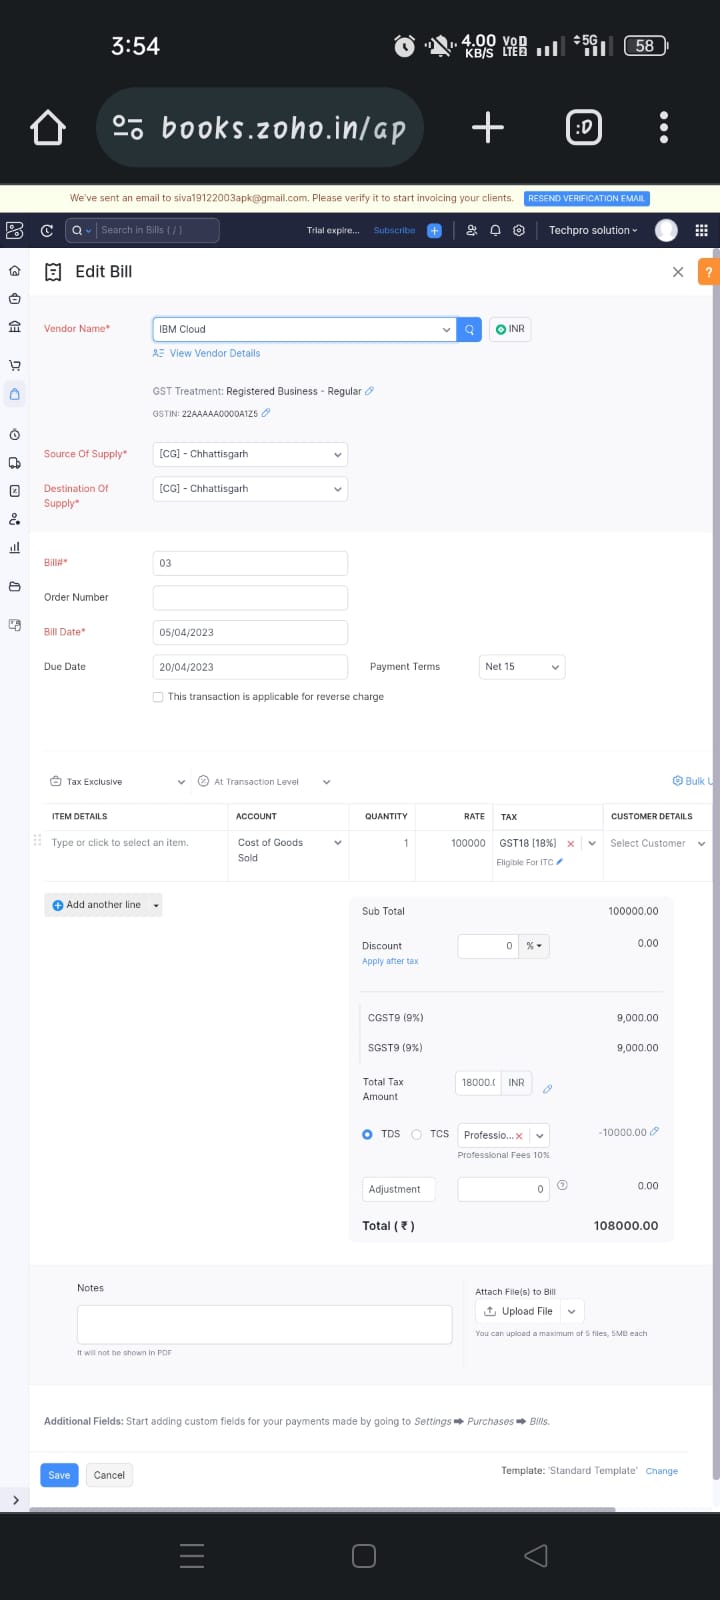 3:54
4.00 KB/S VoD LTE2 5G 58
books.zoho.in/ap
:D
We've sent an email to siva19122003apk@gmail.com. Please verify it to start invoicing your clients. RESEND VERIFICATION EMAIL
Search in Bills ( / ) Trial expire... Subscribe Techpro solution
Edit Bill
?
Vendor Name* IBM Cloud INR
View Vendor Details
GST Treatment: Registered Business - Regular
GSTIN: 22AAAAA0000A1Z5
Source Of Supply* [CG] - Chhattisgarh
Destination Of Supply* [CG] - Chhattisgarh
Bill#* 03
Order Number
Bill Date* 05/04/2023
Due Date 20/04/2023 Payment Terms Net 15
This transaction is applicable for reverse charge
Tax Exclusive At Transaction Level Bulk U
ITEM DETAILS ACCOUNT QUANTITY RATE TAX CUSTOMER DETAILS
Type or click to select an item. Cost of Goods Sold 1 100000 GST18 [18%] Select Customer
Eligible For ITC
Add another line
Sub Total 100000.00
Discount 0 % 0.00
Apply after tax
CGST9 (9%) 9,000.00
SGST9 (9%) 9,000.00
Total Tax Amount 18000.( INR
TDS TCS Professio... -10000.00
Professional Fees 10%
Adjustment 0 0.00
Total ( ₹ ) 108000.00
Notes
It will not be shown in PDF
Attach File(s) to Bill
Upload File
You can upload a maximum of 5 files, 5MB each
Additional Fields: Start adding custom fields for your payments made by going to Settings ➡ Purchases ➡ Bills.
Save Cancel Template: 'Standard Template' Change